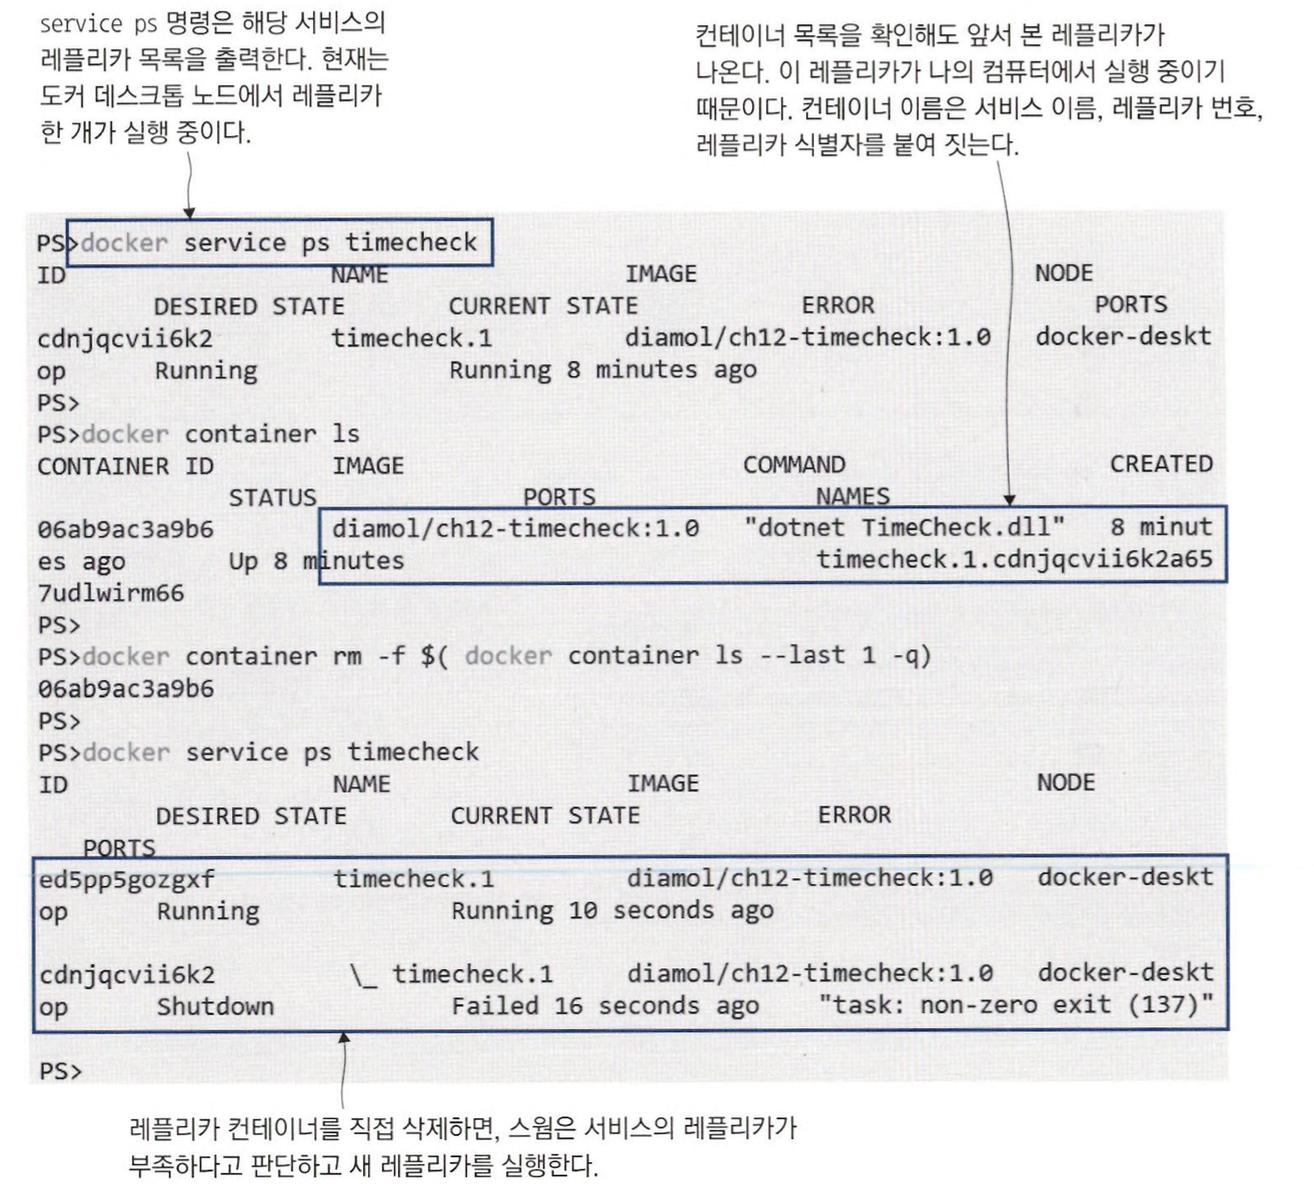 service ps 명령은 해당 서비스의
레플리카 목록을 출력한다. 현재는
도커 데스크톱 노드에서 레플리카
한 개가 실행 중이다.
컨테이너 목록을 확인해도 앞서 본 레플리카가
나온다. 이 레플리카가 나의 컴퓨터에서 실행 중이기
때문이다. 컨테이너 이름은 서비스 이름, 레플리카 번호,
레플리카 식별자를 붙여 짓는다.
PS>docker service ps timecheck
ID NAME IMAGE NODE
DESIRED STATE CURRENT STATE ERROR PORTS
cdnjqcvii6k2 timecheck.1 diamol/ch12-timecheck:1.0 docker-deskt
op Running Running 8 minutes ago
PS>
PS>docker container ls
CONTAINER ID IMAGE COMMAND CREATED
STATUS PORTS NAMES
06ab9ac3a9b6 diamol/ch12-timecheck:1.0 "dotnet TimeCheck.dll" 8 minut
es ago Up 8 minutes timecheck.1.cdnjqcvii6k2a65
7udlwirm66
PS>
PS>docker container rm -f $( docker container ls --last 1 -q)
06ab9ac3a9b6
PS>
PS>docker service ps timecheck
ID NAME IMAGE NODE
DESIRED STATE CURRENT STATE ERROR
PORTS
ed5pp5gozgxf timecheck.1 diamol/ch12-timecheck:1.0 docker-deskt
op Running Running 10 seconds ago
cdnjqcvii6k2 \_ timecheck.1 diamol/ch12-timecheck:1.0 docker-deskt
op Shutdown Failed 16 seconds ago "task: non-zero exit (137)"
PS>
레플리카 컨테이너를 직접 삭제하면, 스웜은 서비스의 레플리카가
부족하다고 판단하고 새 레플리카를 실행한다.